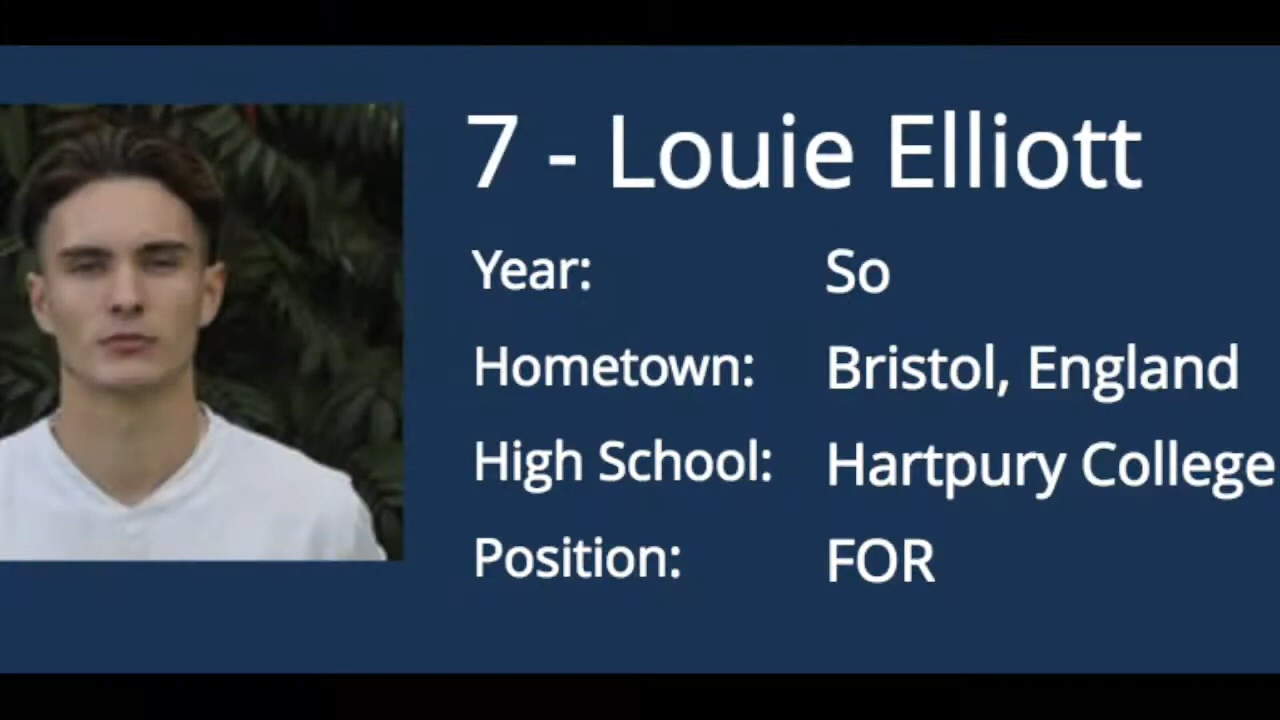 7 - Louie Elliott
Year: So
Hometown: Bristol, England
High School: Hartpury College
Position: FOR